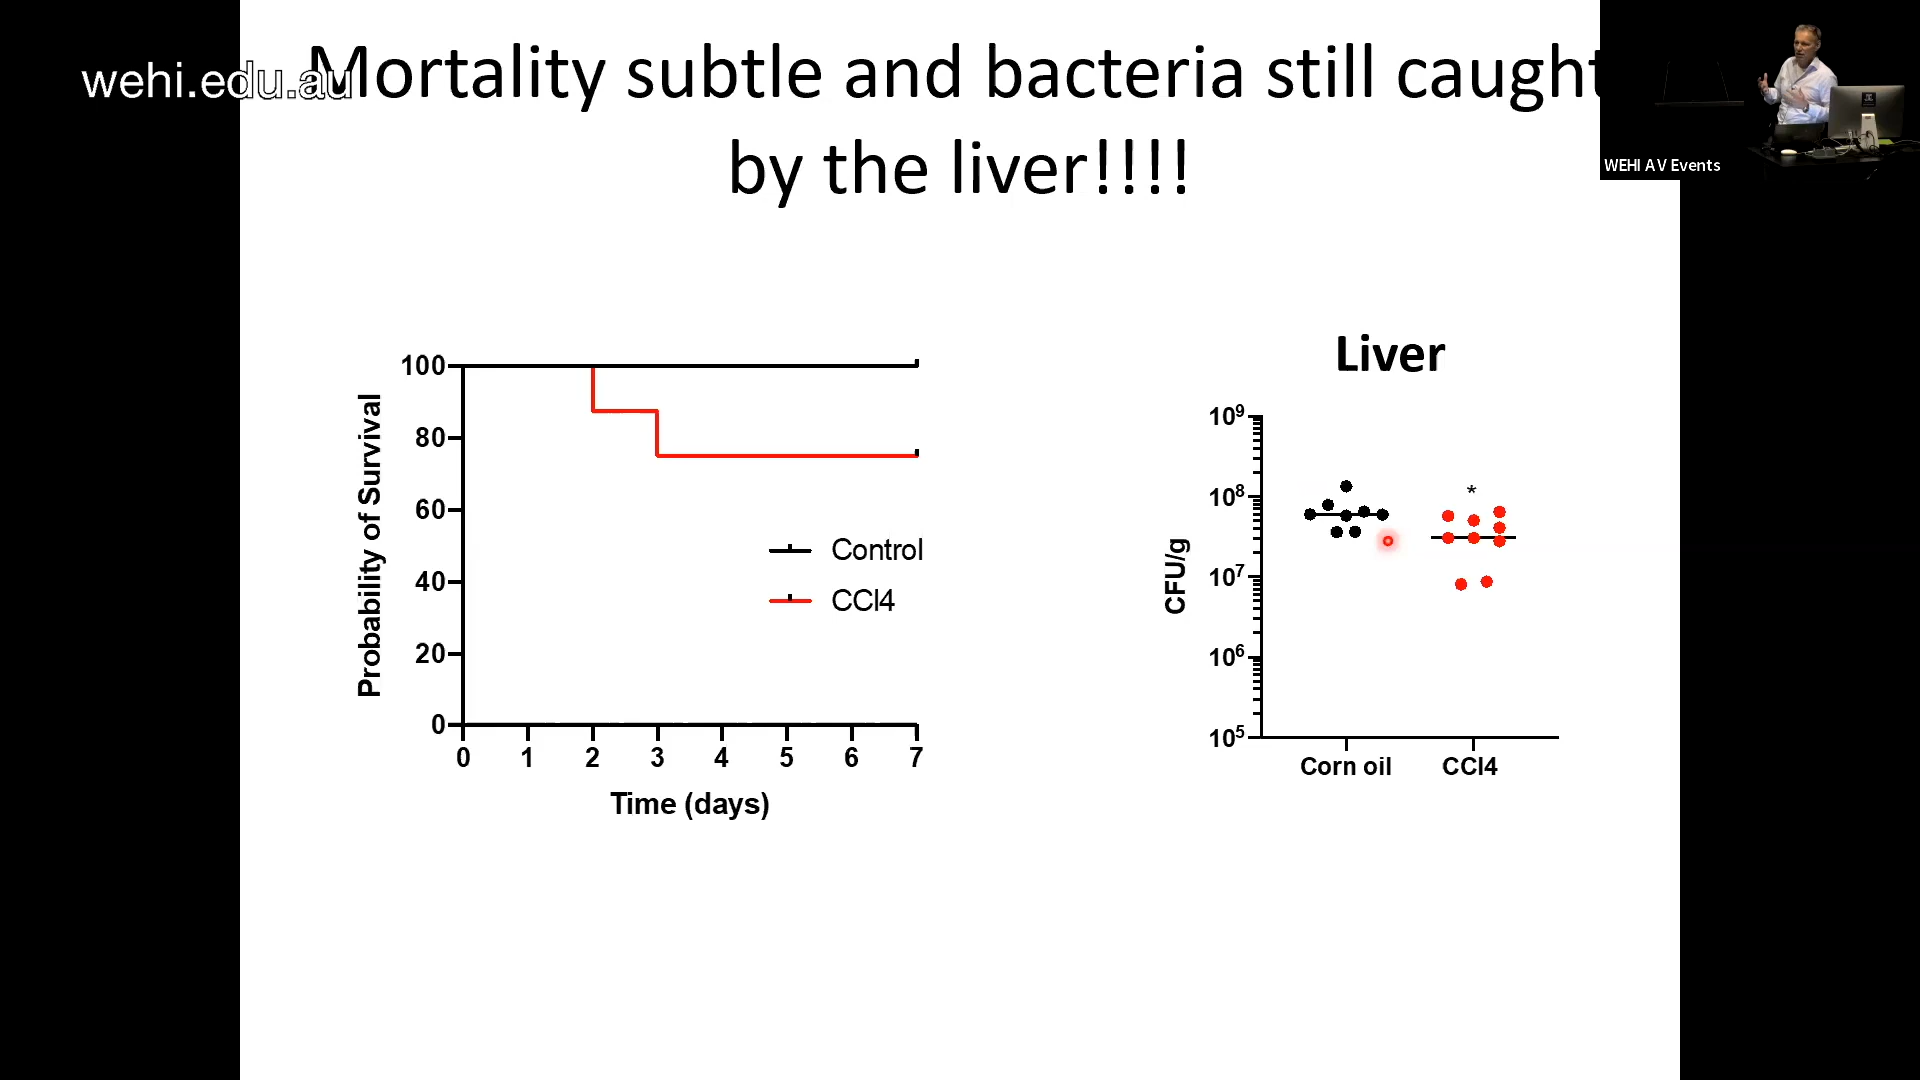 wehi.edu.au
Mortality subtle and bacteria still caught
by the liver!!!!
WEHI AV Events
Probability of Survival
100
80
60
40
20
0
0 1 2 3 4 5 6 7
Time (days)
Control
CCl4
Liver
CFU/g
10⁹
10⁸
10⁷
10⁶
10⁵
*
Corn oil CCl4